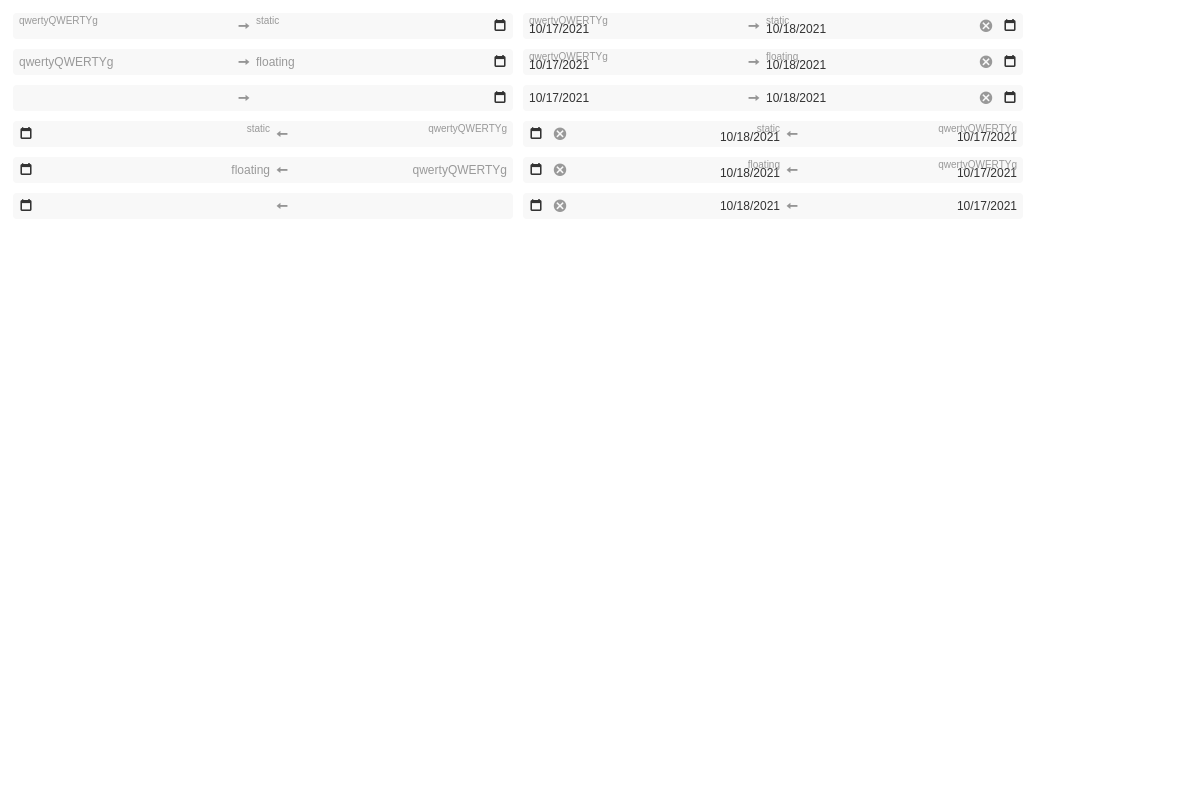 qwertyQWERTYg static qwertyQWERTYg static
10/17/2021 10/18/2021
qwertyQWERTYg floating qwertyQWERTYg floating
10/17/2021 10/18/2021
10/17/2021 10/18/2021
static qwertyQWERTYg static qwertyQWERTYg
10/18/2021 10/17/2021
floating qwertyQWERTYg floating qwertyQWERTYg
10/18/2021 10/17/2021
10/18/2021 10/17/2021